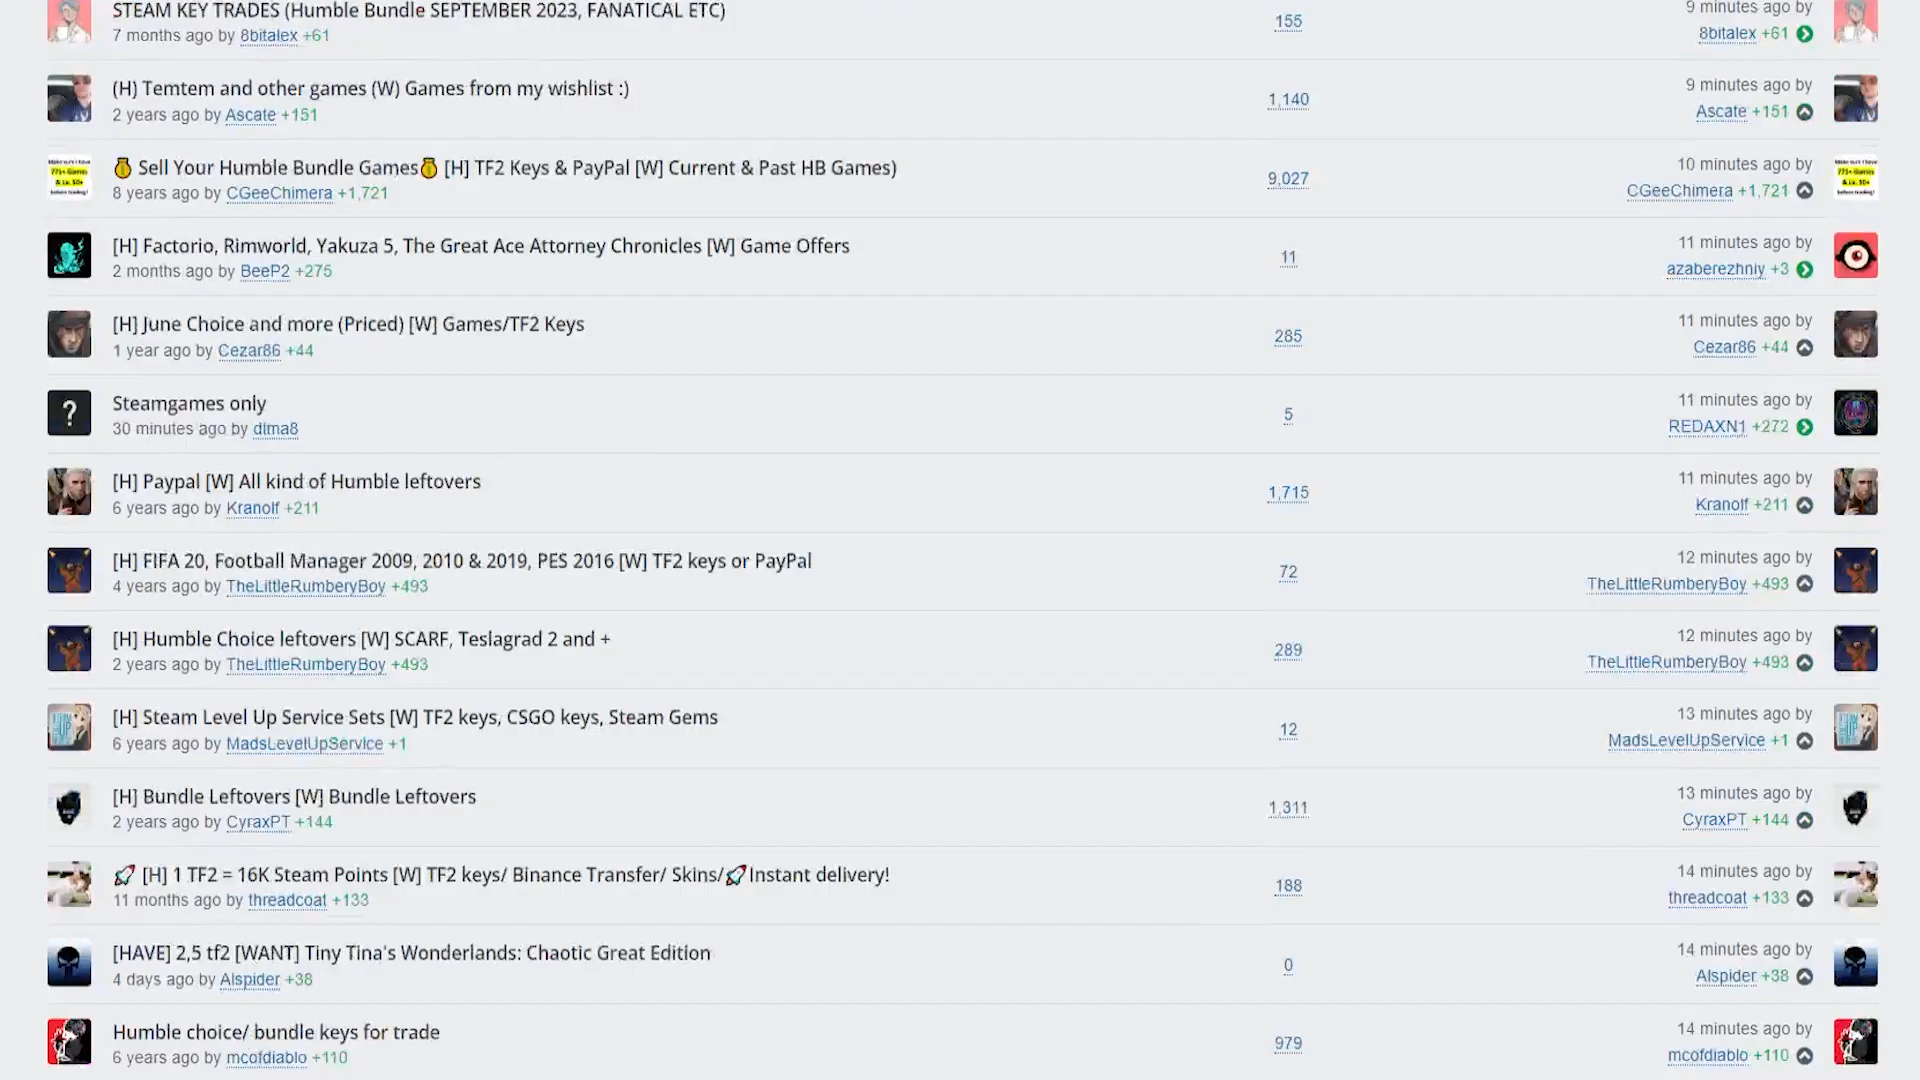 STEAM KEY TRADES (Humble Bundle SEPTEMBER 2023, FANATICAL ETC)
7 months ago by 8bitalex +61
155
9 minutes ago by
8bitalex +61
(H) Temtem and other games (W) Games from my wishlist :)
2 years ago by Ascate +151
1,140
9 minutes ago by
Ascate +151
Sell Your Humble Bundle Games [H] TF2 Keys & PayPal [W] Current & Past HB Games)
8 years ago by CGeeChimera +1,721
9,027
10 minutes ago by
CGeeChimera +1,721
[H] Factorio, Rimworld, Yakuza 5, The Great Ace Attorney Chronicles [W] Game Offers
2 months ago by BeeP2 +275
11
11 minutes ago by
azaberezhniy +3
[H] June Choice and more (Priced) [W] Games/TF2 Keys
1 year ago by Cezar86 +44
285
11 minutes ago by
Cezar86 +44
?
Steamgames only
30 minutes ago by dima8
5
11 minutes ago by
REDAXN1 +272
[H] Paypal [W] All kind of Humble leftovers
6 years ago by Kranolf +211
1,715
11 minutes ago by
Kranolf +211
[H] FIFA 20, Football Manager 2009, 2010 & 2019, PES 2016 [W] TF2 keys or PayPal
4 years ago by TheLittleRumberyBoy +493
72
12 minutes ago by
TheLittleRumberyBoy +493
[H] Humble Choice leftovers [W] SCARF, Teslagrad 2 and +
2 years ago by TheLittleRumberyBoy +493
289
12 minutes ago by
TheLittleRumberyBoy +493
[H] Steam Level Up Service Sets [W] TF2 keys, CSGO keys, Steam Gems
6 years ago by MadsLevelUpService +1
12
13 minutes ago by
MadsLevelUpService +1
[H] Bundle Leftovers [W] Bundle Leftovers
2 years ago by CyraxPT +144
1,311
13 minutes ago by
CyraxPT +144
[H] 1 TF2 = 16K Steam Points [W] TF2 keys/ Binance Transfer/ Skins/ Instant delivery!
11 months ago by threadcoat +133
188
14 minutes ago by
threadcoat +133
[HAVE] 2,5 tf2 [WANT] Tiny Tina's Wonderlands: Chaotic Great Edition
4 days ago by Alspider +38
0
14 minutes ago by
Alspider +38
Humble choice/ bundle keys for trade
6 years ago by mcofdiablo +110
979
14 minutes ago by
mcofdiablo +110